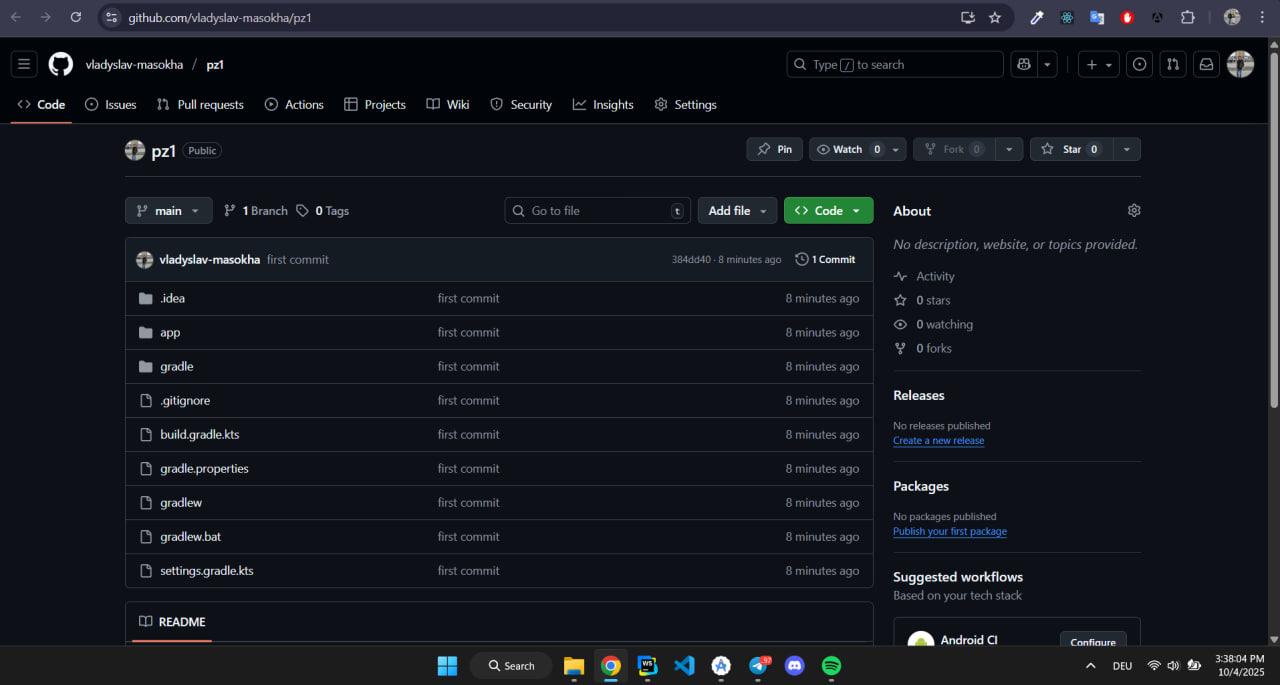 github.com/vladyslav-masokha/pz1
vladyslav-masokha / pz1
Type / to search
Code Issues Pull requests Actions Projects Wiki Security Insights Settings
pz1 Public
Pin Watch 0 Fork 0 Star 0
main 1 Branch 0 Tags
Go to file t Add file Code
vladyslav-masokha first commit 384dd40 · 8 minutes ago 1 Commit
.idea first commit 8 minutes ago
app first commit 8 minutes ago
gradle first commit 8 minutes ago
.gitignore first commit 8 minutes ago
build.gradle.kts first commit 8 minutes ago
gradle.properties first commit 8 minutes ago
gradlew first commit 8 minutes ago
gradlew.bat first commit 8 minutes ago
settings.gradle.kts first commit 8 minutes ago
README
About
No description, website, or topics provided.
Activity
0 stars
0 watching
0 forks
Releases
No releases published
Create a new release
Packages
No packages published
Publish your first package
Suggested workflows
Based on your tech stack
Android CI Configure
Search
WS
97
DEU
3:38:04 PM
10/4/2025